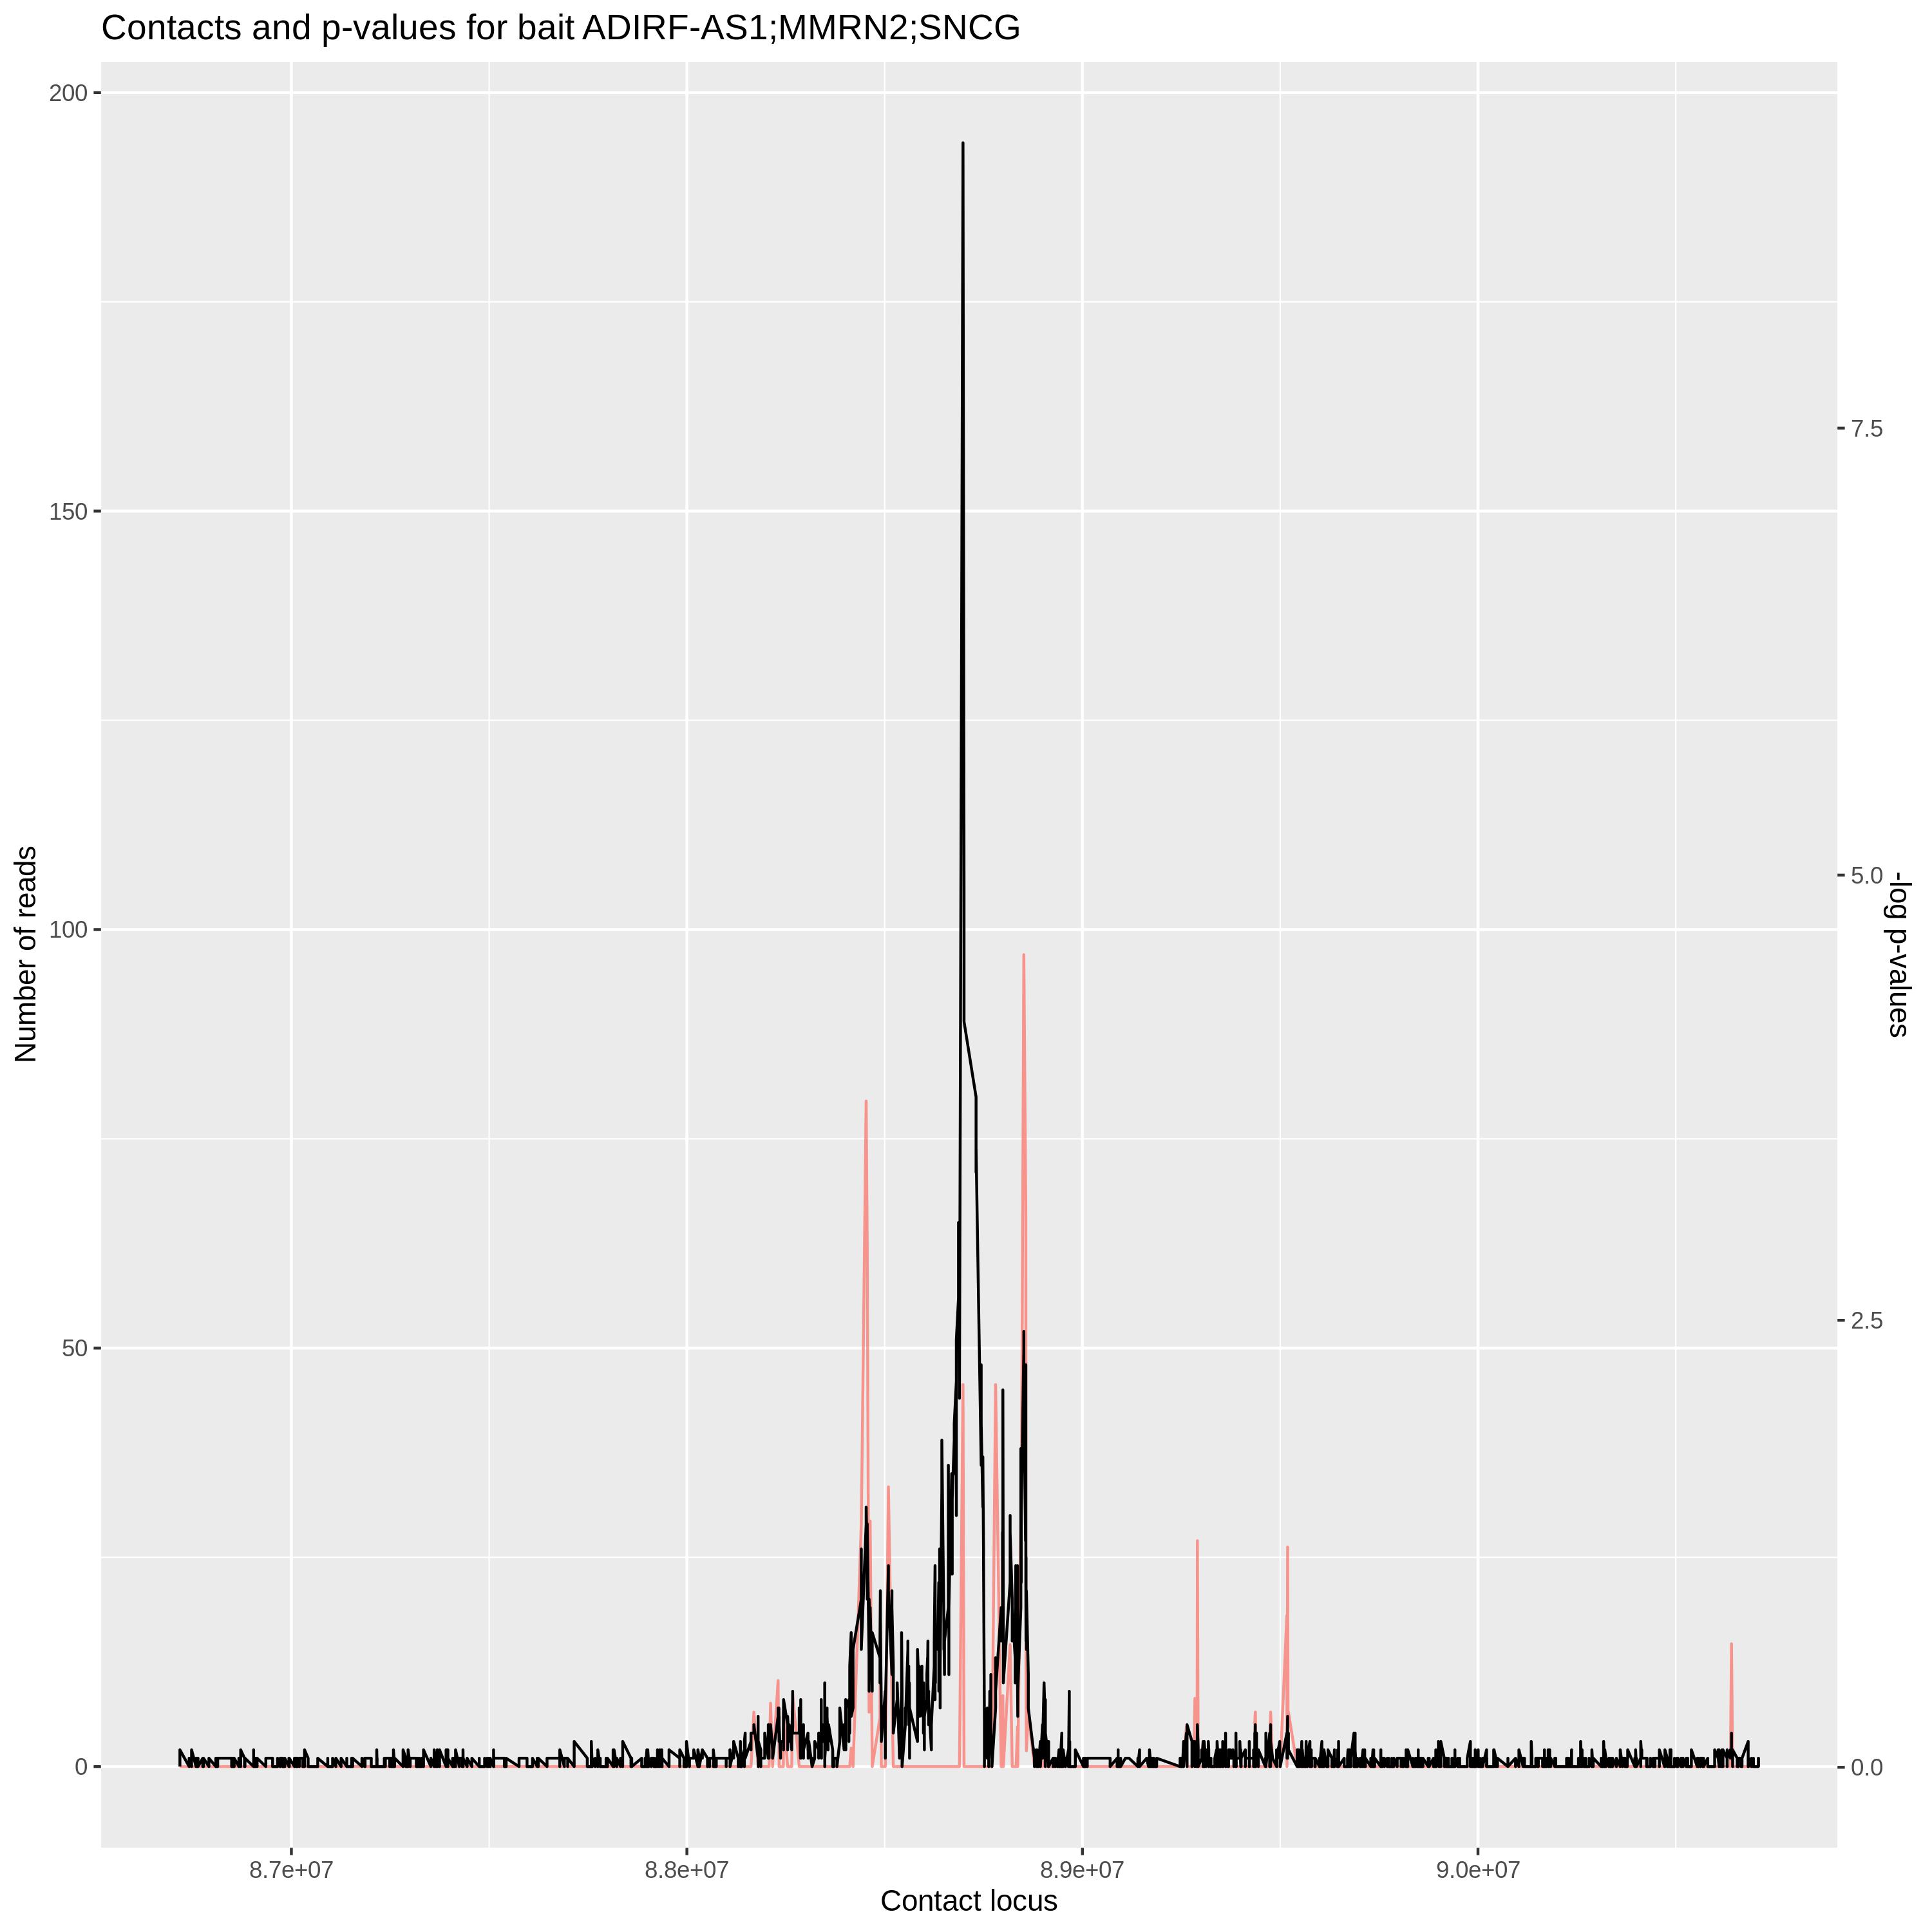 Contacts and p-values for bait ADIRF-AS1;MMRN2;SNCG
200
150
100
50
0
Number of reads
7.5
5.0
2.5
0.0
-log p-values
8.7e+07
8.8e+07
8.9e+07
9.0e+07
Contact locus